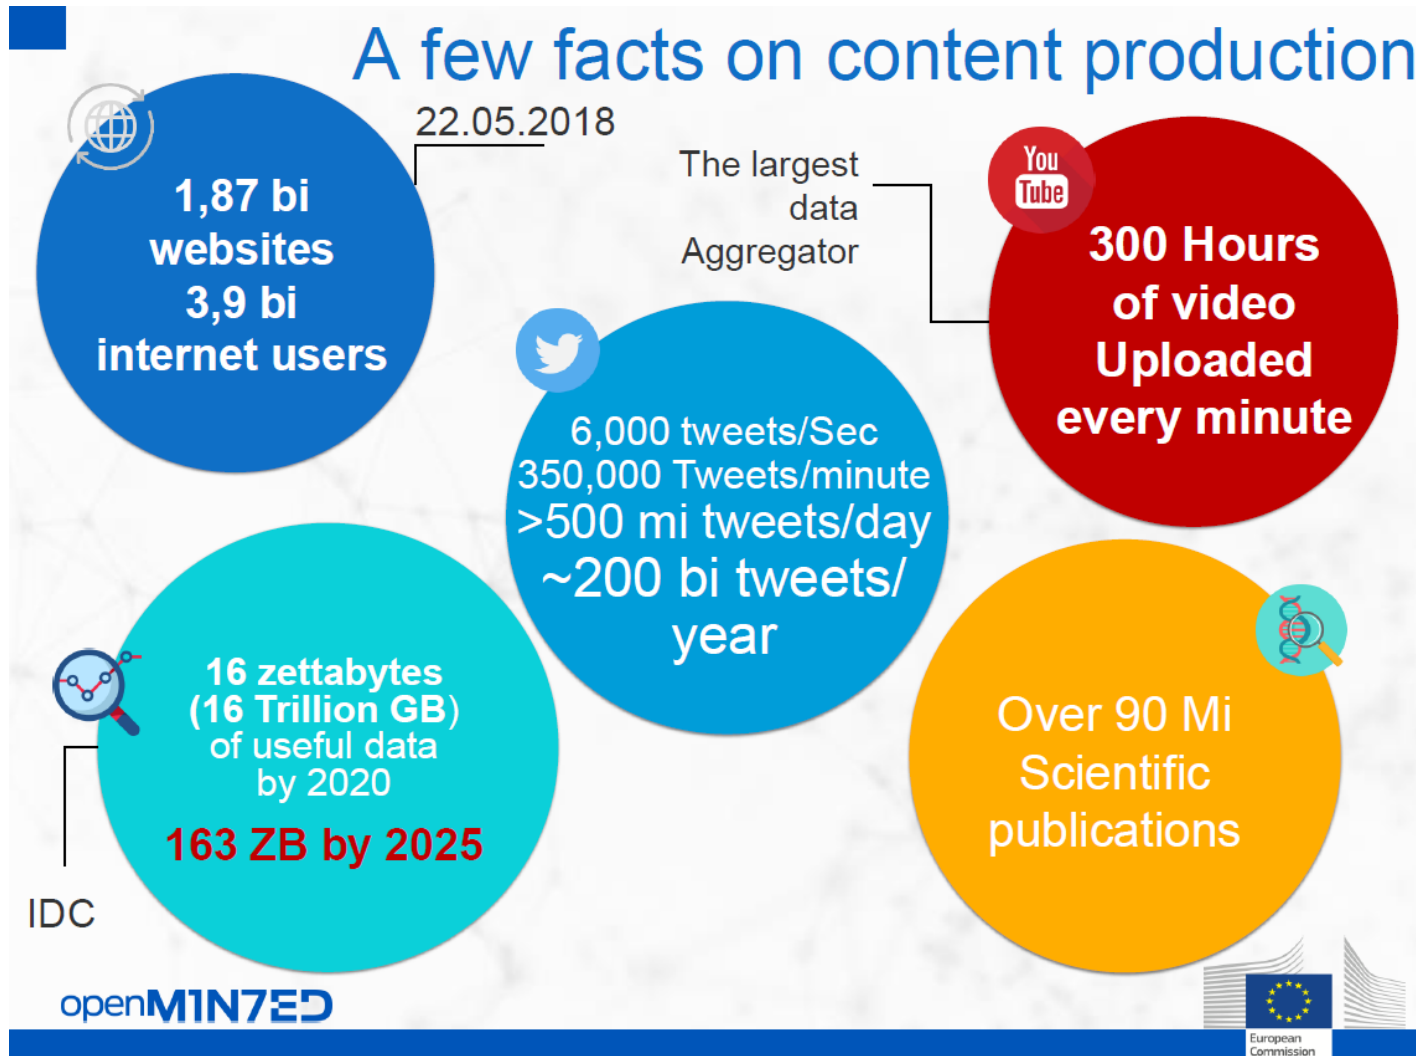 A few facts on content production
22.05.2018
1,87 bi
websites
3,9 bi
internet users
The largest
data
Aggregator
You
Tube
300 Hours
of video
Uploaded
every minute
6,000 tweets/Sec
350,000 Tweets/minute
>500 mi tweets/day
~200 bi tweets/
year
16 zettabytes
(16 Trillion GB)
of useful data
by 2020
163 ZB by 2025
IDC
Over 90 Mi
Scientific
publications
openM1N7ED
European
Commission